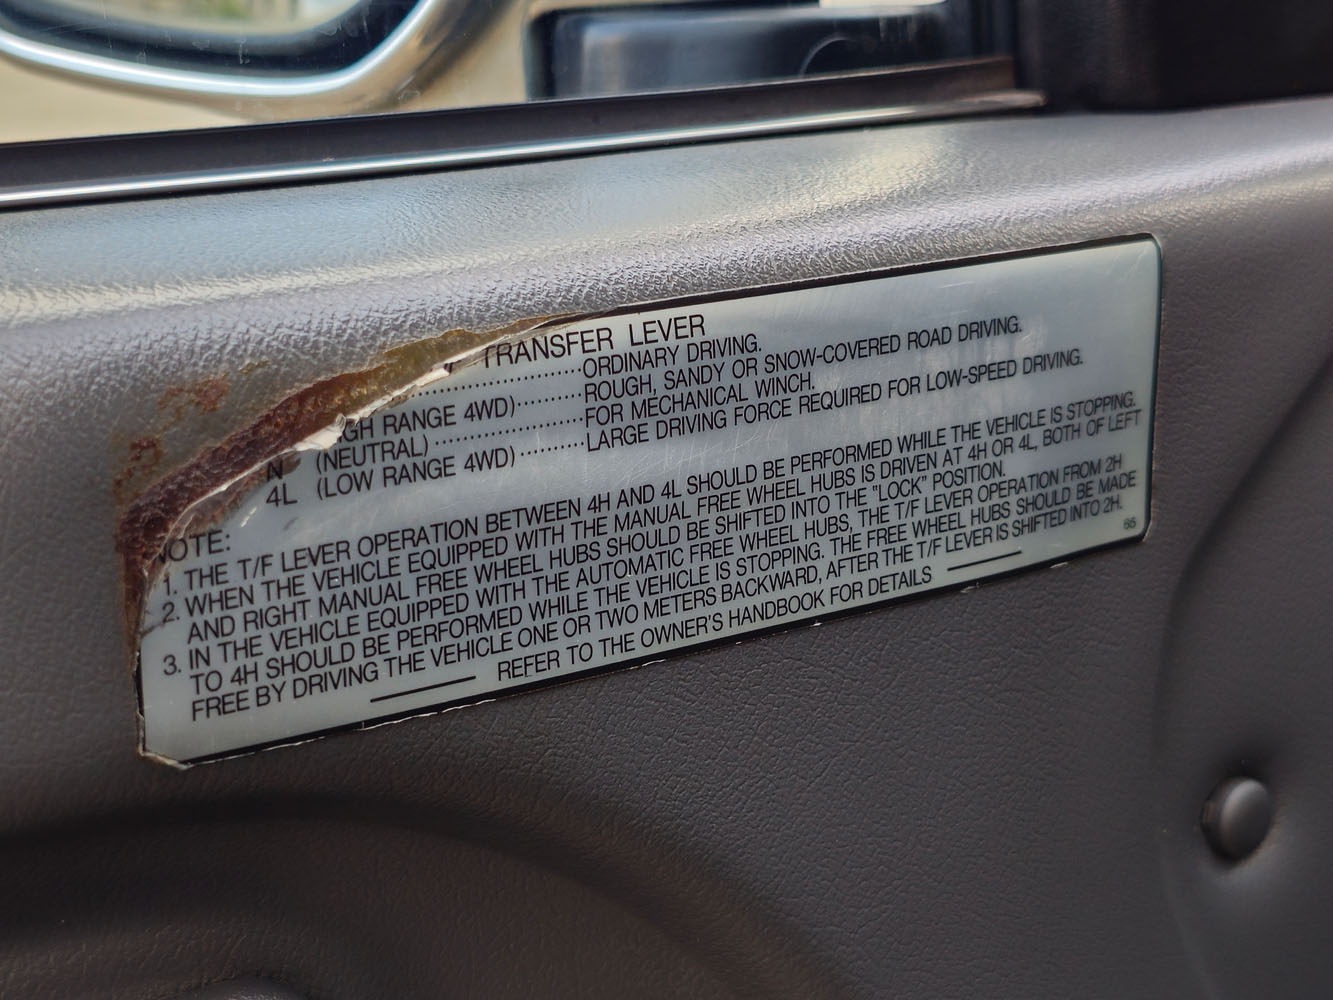 TRANSFER LEVER
........................ORDINARY DRIVING.
GH RANGE 4WD)..........ROUGH, SANDY OR SNOW-COVERED ROAD DRIVING.
N (NEUTRAL)........................FOR MECHANICAL WINCH.
4L (LOW RANGE 4WD)..........LARGE DRIVING FORCE REQUIRED FOR LOW-SPEED DRIVING.
NOTE:
1. THE T/F LEVER OPERATION BETWEEN 4H AND 4L SHOULD BE PERFORMED WHILE THE VEHICLE IS STOPPING.
2. WHEN THE VEHICLE EQUIPPED WITH THE MANUAL FREE WHEEL HUBS IS DRIVEN AT 4H OR 4L, BOTH OF LEFT
AND RIGHT MANUAL FREE WHEEL HUBS SHOULD BE SHIFTED INTO THE "LOCK" POSITION.
3. IN THE VEHICLE EQUIPPED WITH THE AUTOMATIC FREE WHEEL HUBS, THE T/F LEVER OPERATION FROM 2H
TO 4H SHOULD BE PERFORMED WHILE THE VEHICLE IS STOPPING. THE FREE WHEEL HUBS SHOULD BE MADE
FREE BY DRIVING THE VEHICLE ONE OR TWO METERS BACKWARD, AFTER THE T/F LEVER IS SHIFTED INTO 2H.
REFER TO THE OWNER'S HANDBOOK FOR DETAILS
65